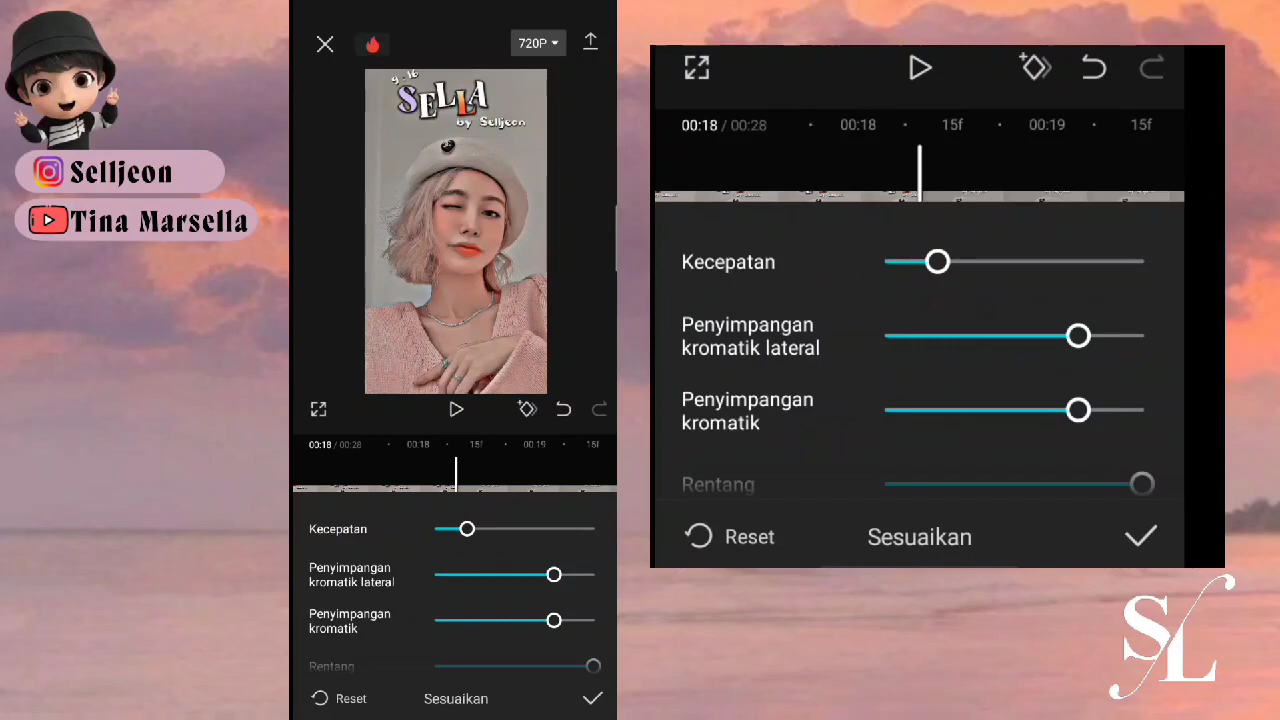 Selljeon
Tina Marsella
720P
9-16
SELLA
by Selljeon
00:18 / 00:28 00:18 15f 00:19 15f
Kecepatan
Penyimpangan
kromatik lateral
Penyimpangan
kromatik
Rentang
Reset Sesuaikan
00:18 / 00:28 00:18 15f 00:19 15f
Kecepatan
Penyimpangan
kromatik lateral
Penyimpangan
kromatik
Rentang
Reset Sesuaikan
SL